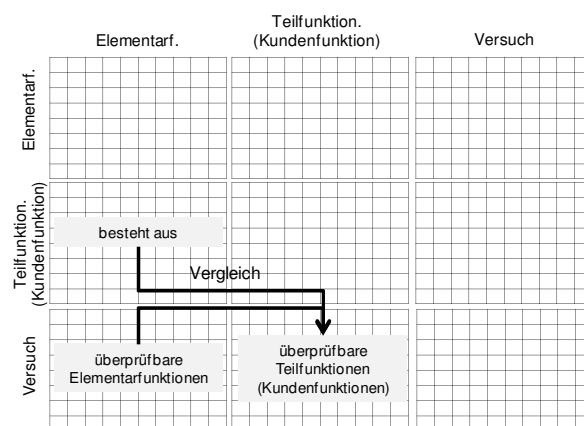 Elementarf.
Teilfunktion.
(Kundenfunktion)
Versuch
Elementarf.
Teilfunktion.
(Kundenfunktion)
besteht aus
Vergleich
Versuch
überprüfbare
Elementarfunktionen
überprüfbare
Teilfunktionen
(Kundenfunktionen)